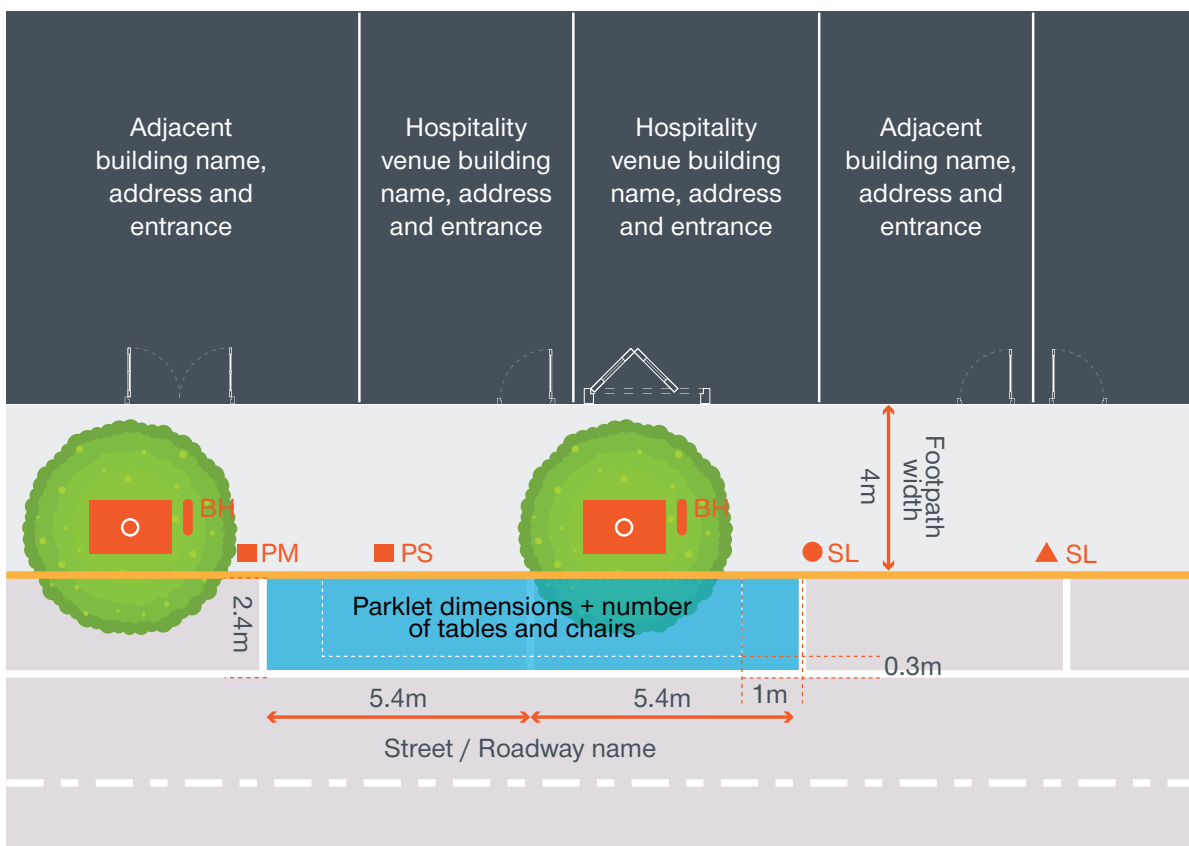 Adjacent
building name,
address and
entrance
Hospitality
venue building
name, address
and entrance
Hospitality
venue building
name, address
and entrance
Adjacent
building name,
address and
entrance
Footpath
width
4m
BH
BH
PM
PS
SL
SL
2.4m
Parklet dimensions + number
of tables and chairs
0.3m
5.4m
5.4m
1m
Street / Roadway name